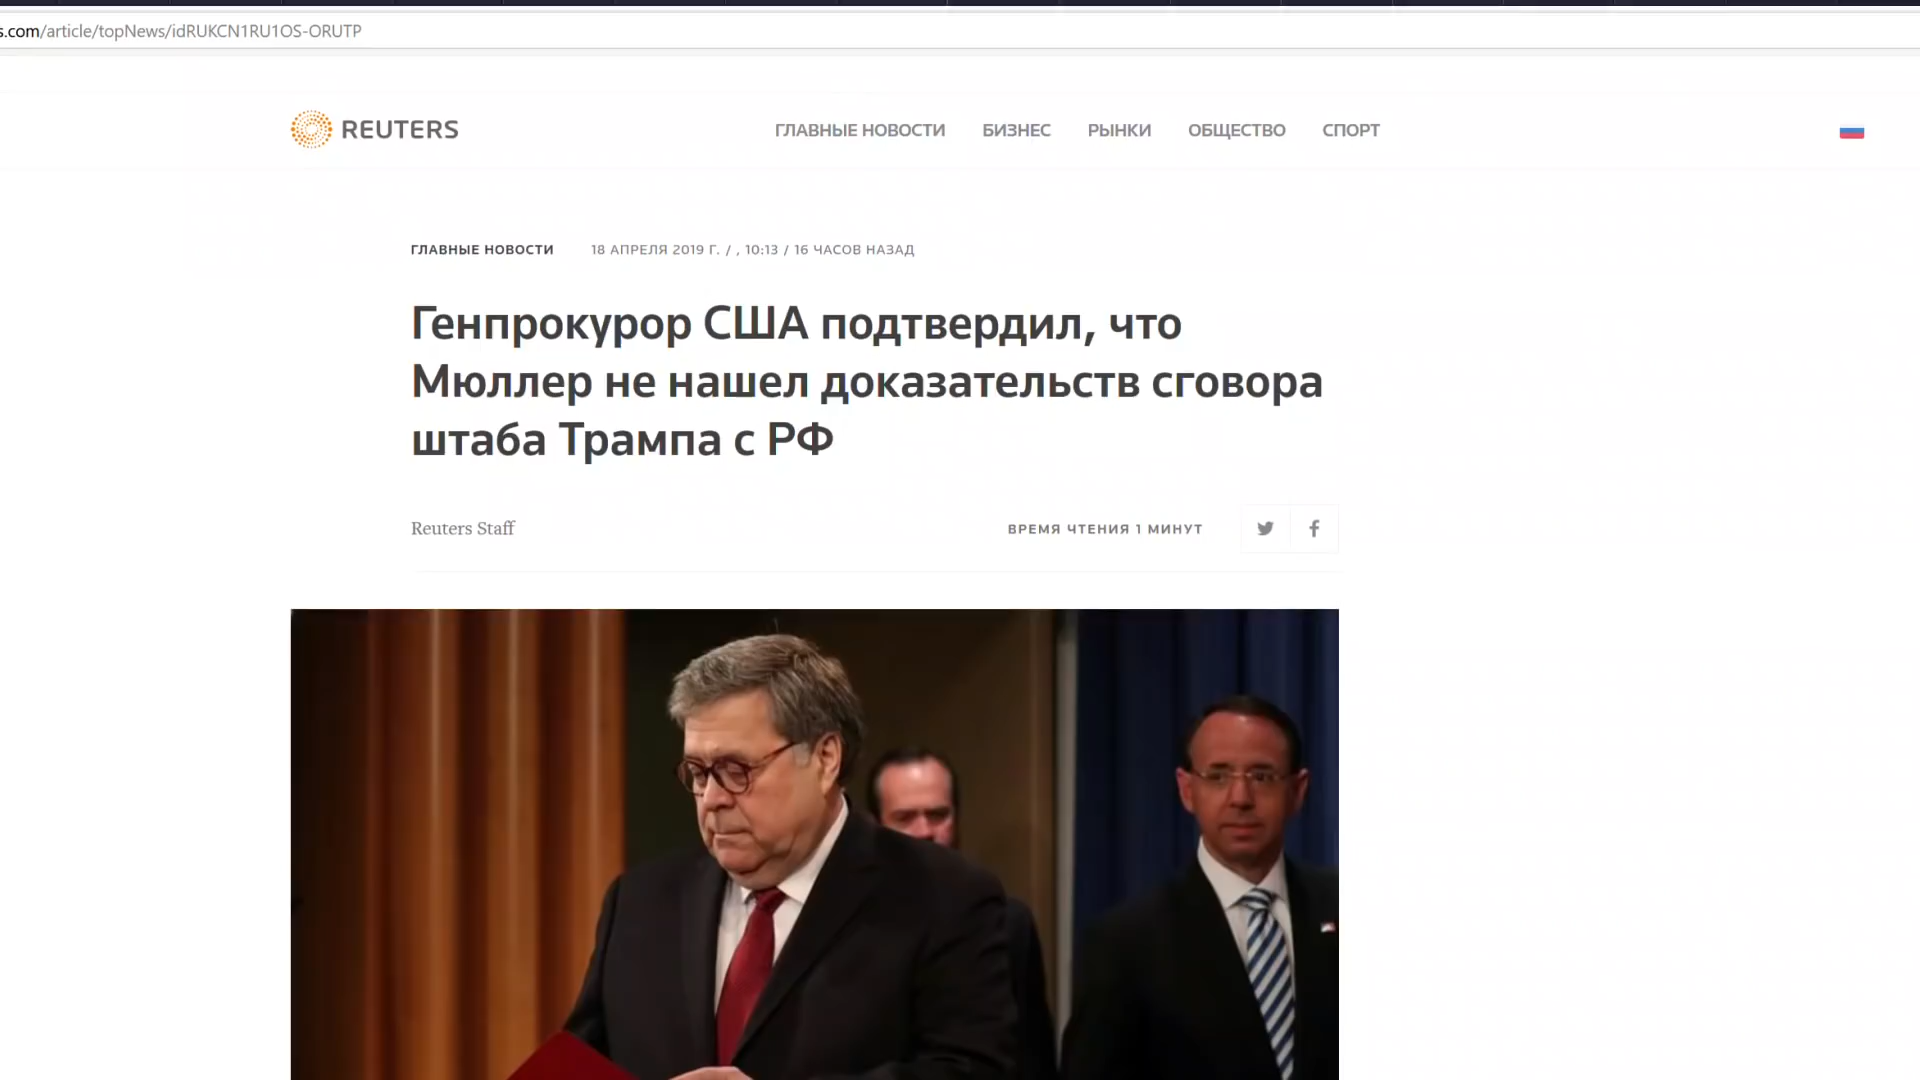 s.com/article/topNews/idRUKCN1RU1OS-ORUTP
REUTERS
ГЛАВНЫЕ НОВОСТИ БИЗНЕС РЫНКИ ОБЩЕСТВО СПОРТ
ГЛАВНЫЕ НОВОСТИ 18 АПРЕЛЯ 2019 Г. / , 10:13 / 16 ЧАСОВ НАЗАД
Генпрокурор США подтвердил, что
Мюллер не нашел доказательств сговора
штаба Трампа с РФ
Reuters Staff ВРЕМЯ ЧТЕНИЯ 1 МИНУТ